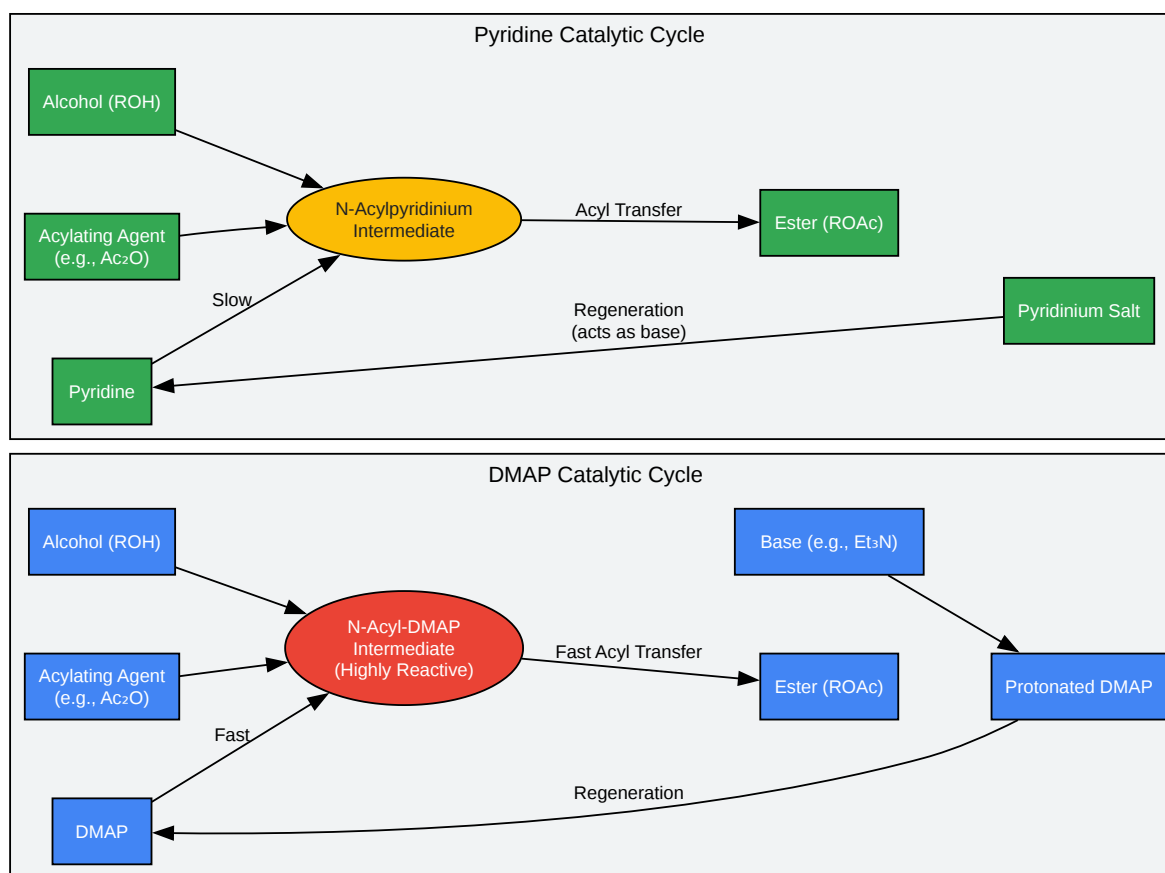 Pyridine Catalytic Cycle
Alcohol (ROH)
N-Acylpyridinium
Intermediate
Acyl Transfer
Ester (ROAc)
Acylating Agent
(e.g., Ac₂O)
Slow
Regeneration
(acts as base)
Pyridinium Salt
Pyridine
DMAP Catalytic Cycle
Alcohol (ROH)
Base (e.g., Et₃N)
N-Acyl-DMAP
Intermediate
(Highly Reactive)
Fast Acyl Transfer
Acylating Agent
(e.g., Ac₂O)
Ester (ROAc)
Protonated DMAP
Fast
Regeneration
DMAP